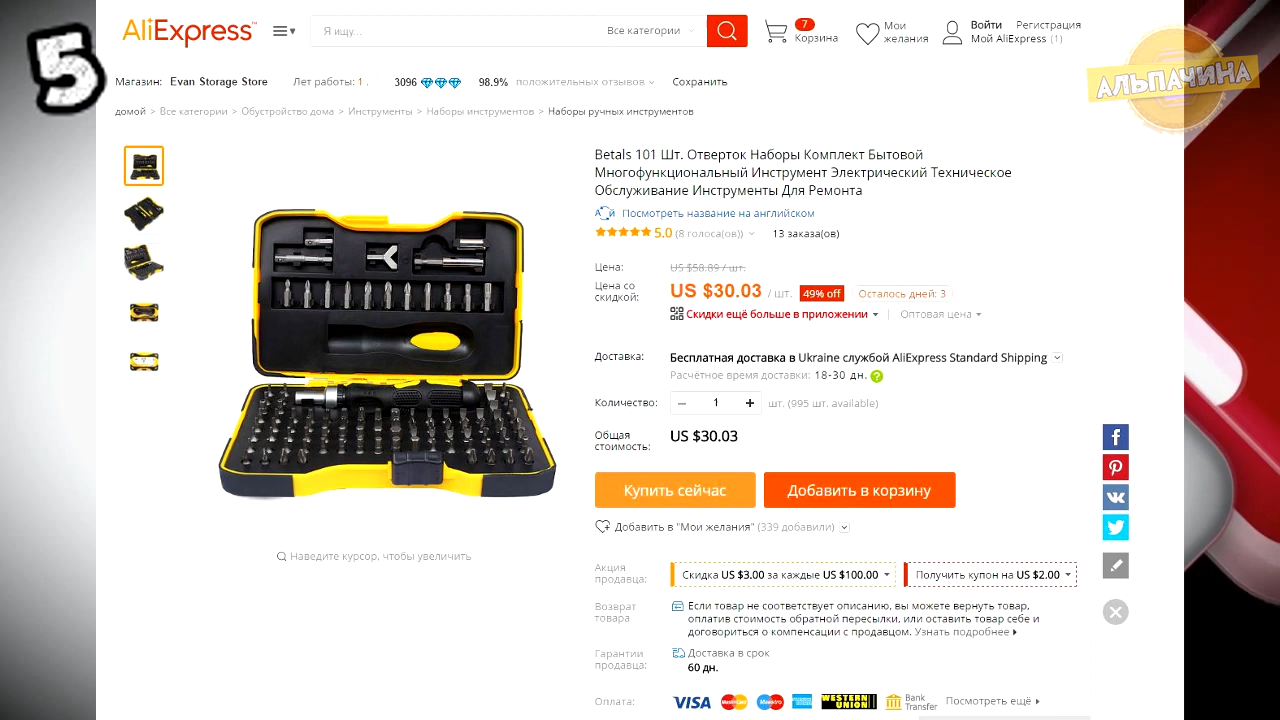 5
AliExpress™
Я ищу...
Все категории
7
Корзина
Мои
желания
Войти Регистрация
Мой AliExpress (1)
АЛЬПАЧИНА
Магазин: Evan Storage Store Лет работы: 1 . 3096 98.9% положительных отзывов Сохранить
домой > Все категории > Обустройство дома > Инструменты > Наборы инструментов > Наборы ручных инструментов
Betals 101 Шт. Отверток Наборы Комплект Бытовой
Многофункциональный Инструмент Электрический Техническое
Обслуживание Инструменты Для Ремонта
Посмотреть название на английском
5.0 (8 голоса(ов)) 13 заказа(ов)
Цена: US $58.89 / шт.
Цена со
скидкой:
US $30.03 / шт. 49% off Осталось дней: 3
Скидки ещё больше в приложении Оптовая цена
Доставка: Бесплатная доставка в Ukraine службой AliExpress Standard Shipping
Расчётное время доставки: 18-30 дн. ?
Количество: – 1 + шт. (995 шт. available)
Общая
стоимость:
US $30.03
Купить сейчас Добавить в корзину
Наведите курсор, чтобы увеличить
Добавить в "Мои желания" (339 добавили)
Акция
продавца:
Скидка US $3.00 за каждые US $100.00 Получить купон на US $2.00
Возврат
товара
Если товар не соответствует описанию, вы можете вернуть товар,
оплатив стоимость обратной пересылки, или оставить товар себе и
договориться о компенсации с продавцом. Узнать подробнее
Гарантии
продавца:
Доставка в срок
60 дн.
Оплата: VISA MasterCard Maestro WESTERN UNION Bank Transfer Посмотреть ещё